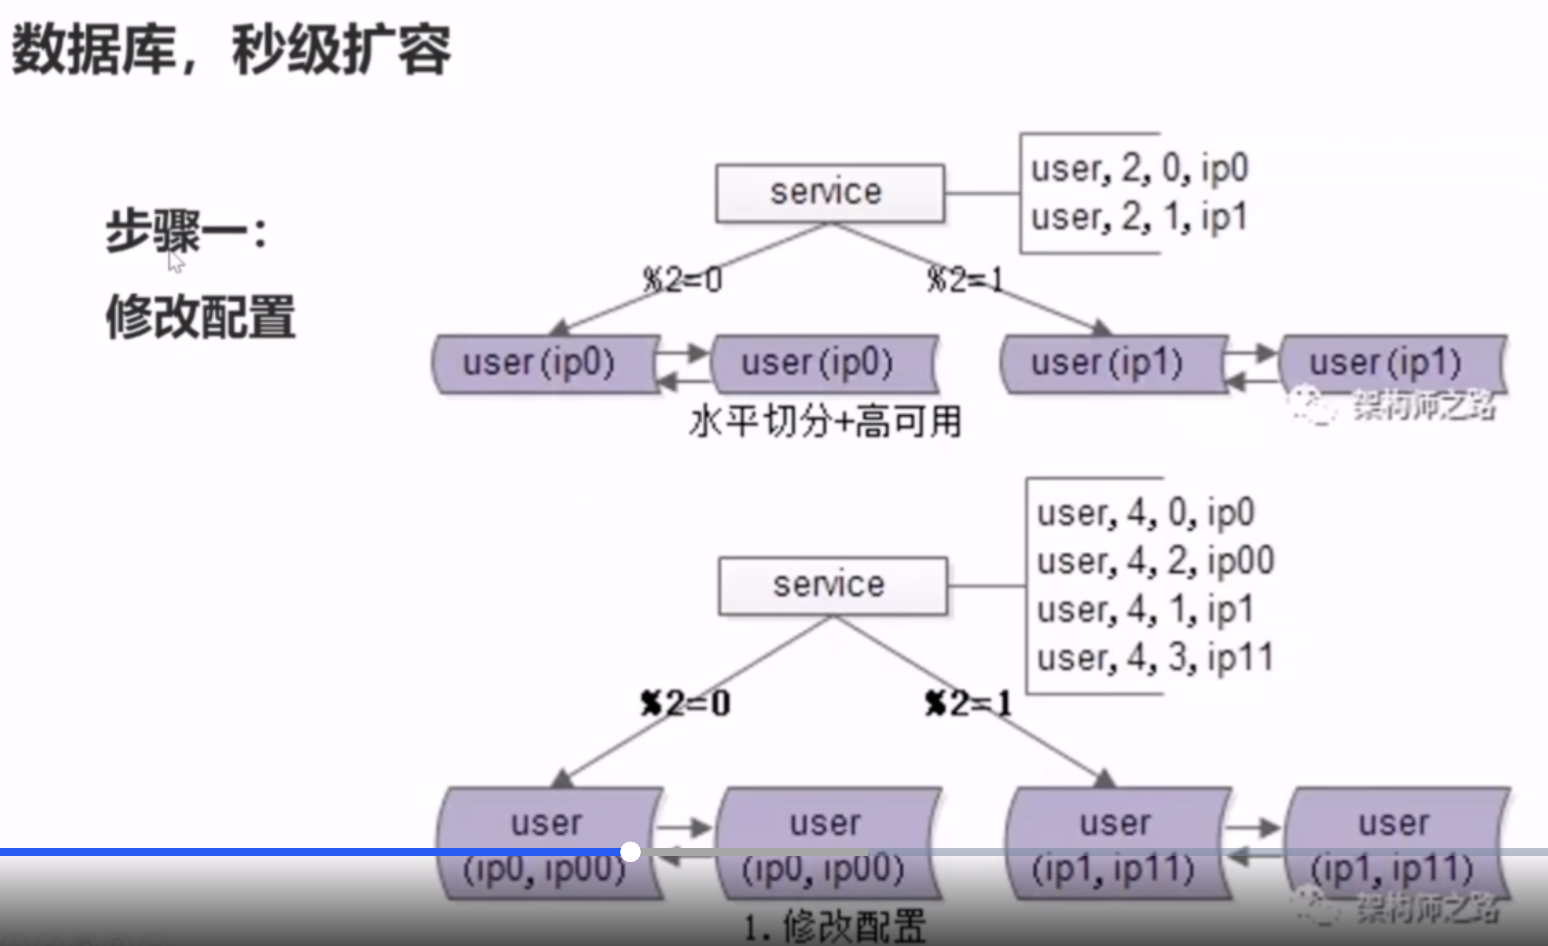 数据库，秒级扩容
步骤一：
修改配置
service
user, 2, 0, ip0
user, 2, 1, ip1
%2=0
%2=1
user(ip0)
user(ip0)
user(ip1)
user(ip1)
水平切分+高可用
架构师之路
service
user, 4, 0, ip0
user, 4, 2, ip00
user, 4, 1, ip1
user, 4, 3, ip11
%2=0
%2=1
user
(ip0, ip00)
user
(ip0, ip00)
user
(ip1, ip11)
user
(ip1, ip11)
架构师之路
1. 修改配置